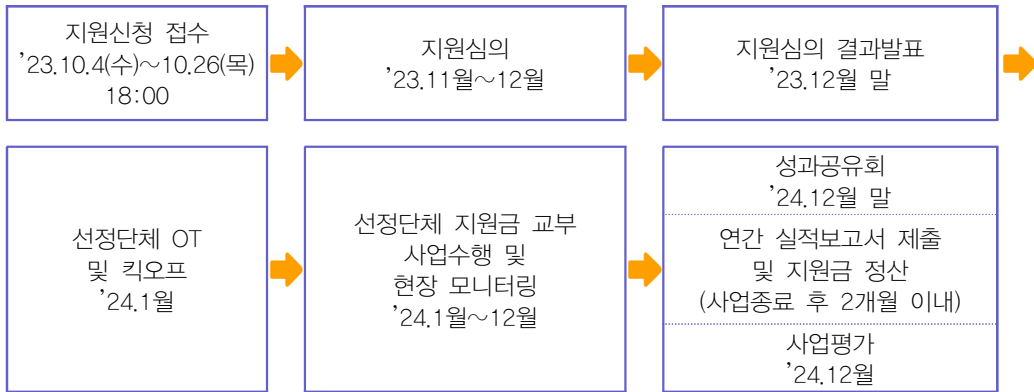 지원신청 접수
’23.10.4(수)~10.26(목)
18:00
지원심의
’23.11월~12월
지원심의 결과발표
’23.12월 말
선정단체 OT
및 킥오프
’24.1월
선정단체 지원금 교부
사업수행 및
현장 모니터링
’24.1월~12월
성과공유회
’24.12월 말
연간 실적보고서 제출
및 지원금 정산
(사업종료 후 2개월 이내)
사업평가
’24.12월